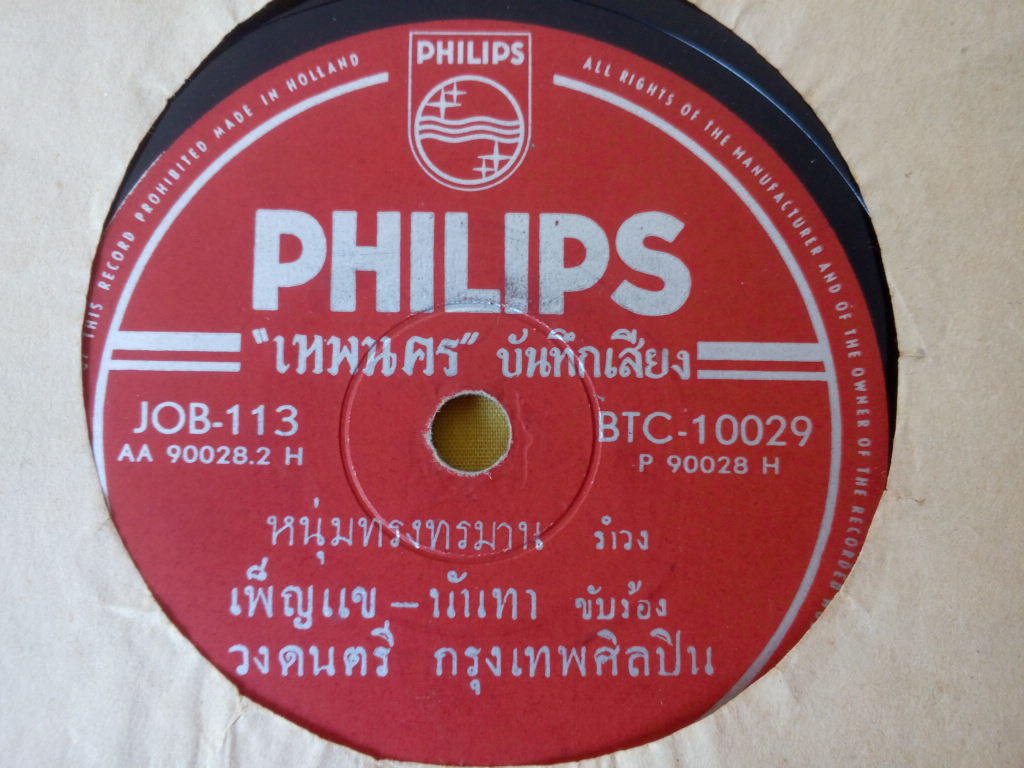 PHILIPS
THIS RECORD PROHIBITED MADE IN HOLLAND
ALL RIGHTS OF THE MANUFACTURER AND OF THE OWNER OF THE RECORDED
PHILIPS
"เทพนคร" บันทึกเสียง
JOB-113
AA 90028.2 H
BTC-10029
P 90028 H
หนุ่มทรงทรมาน รำวง
เพ็ญแข - นันทา ขับร้อง
วงดนตรี กรุงเทพศิลปิน